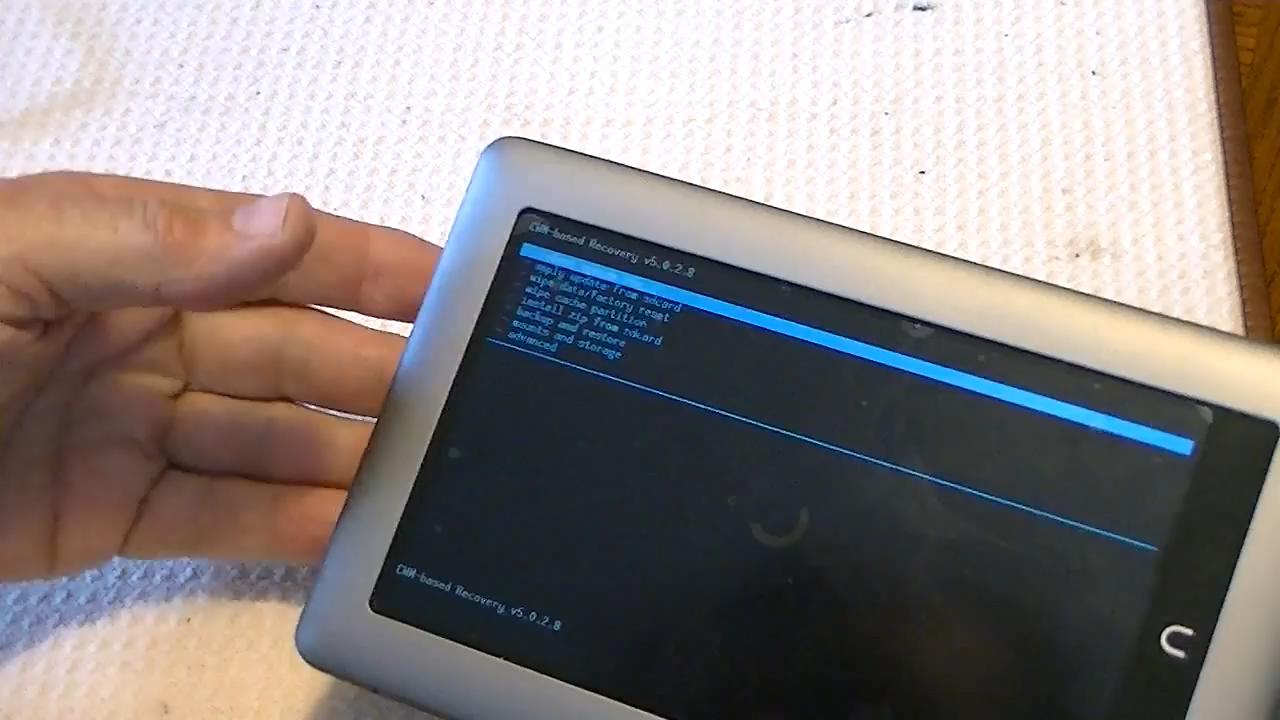 CWM-based Recovery v5.0.2.8
apply update from sdcard
wipe data/factory reset
wipe cache partition
install zip from sdcard
backup and restore
mounts and storage
advanced
CWM-based Recovery v5.0.2.8